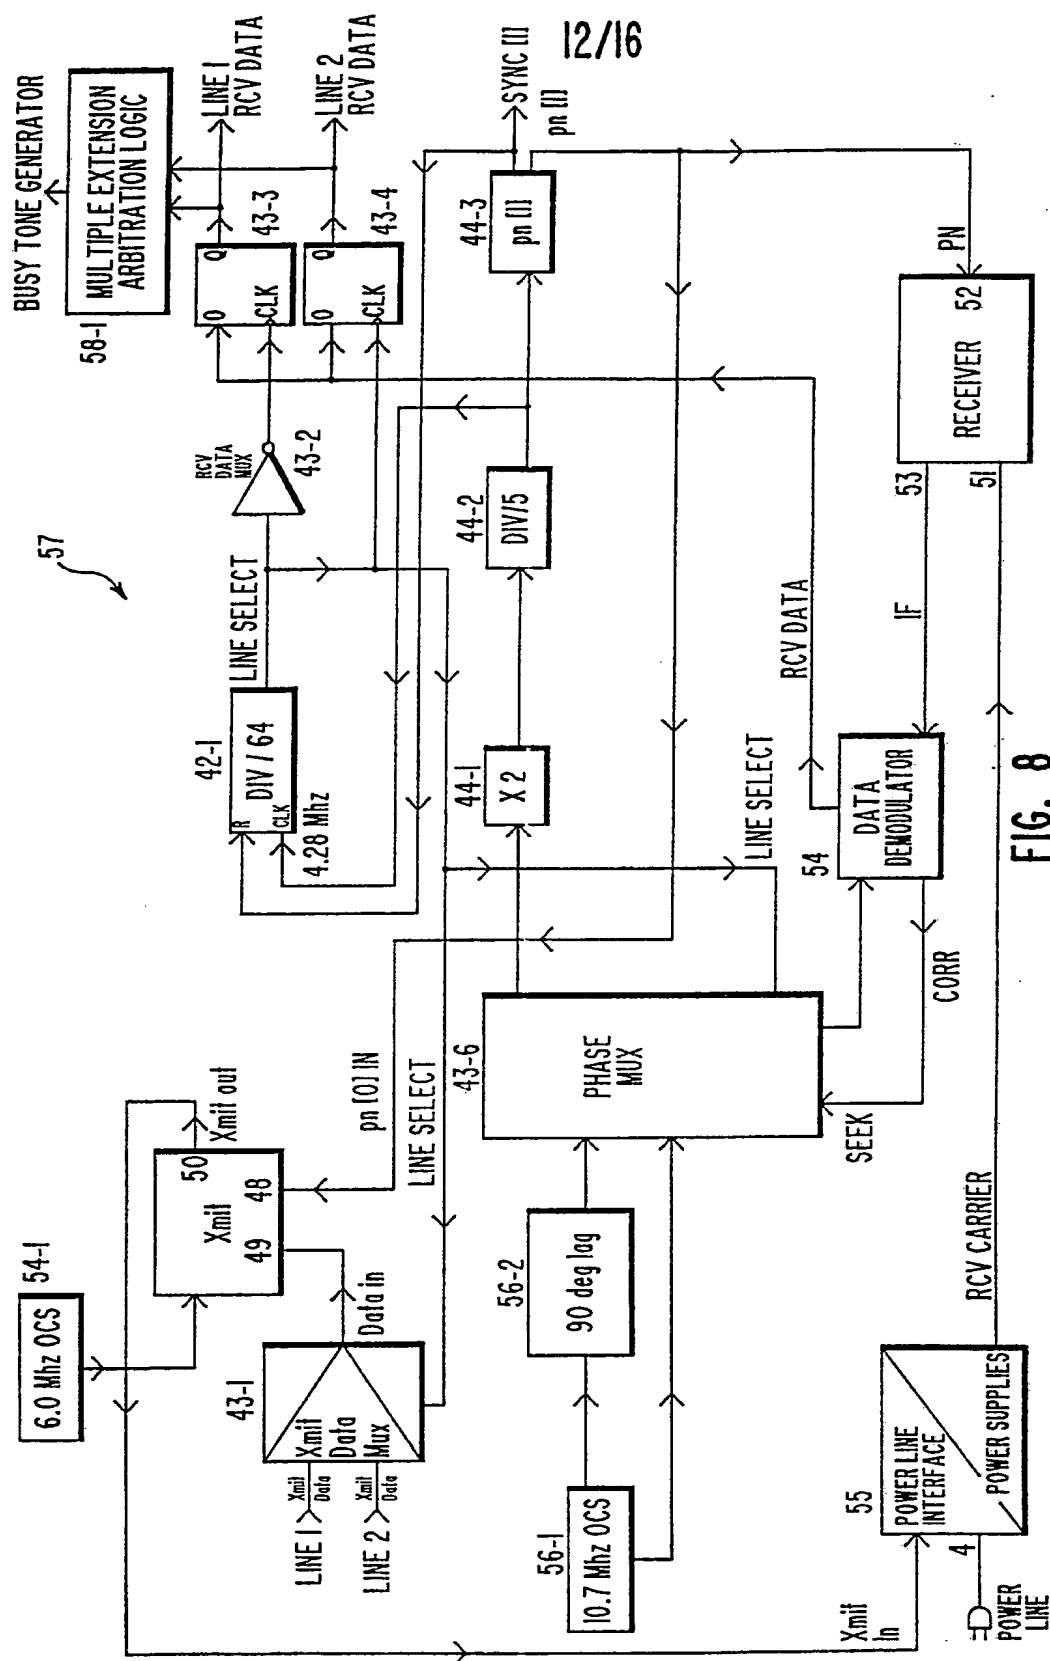 12/16
57
6.0 Mhz OCS
54-1
Xmit
50
49
48
Xmit out
pn [0] IN
LINE SELECT
LINE 1
Xmit
Data
LINE 2
Xmit
Data
Xmit
Data
Mux
43-1
Data in
42-1
DIV / 64
R
CLK
4.28 Mhz
LINE SELECT
RCV
DATA
MUX
43-2
BUSY TONE GENERATOR
MULTIPLE EXTENSION
ARBITRATION LOGIC
58-1
D
Q
CLK
43-3
LINE 1
RCV DATA
D
Q
CLK
43-4
LINE 2
RCV DATA
56-1
10.7 Mhz OCS
56-2
90 deg lag
43-6
PHASE
MUX
44-1
X 2
44-2
DIV/5
44-3
pn [I]
SYNC [I]
pn [I]
LINE SELECT
SEEK
CORR
54
DATA
DEMODULATOR
RCV DATA
IF
53
51
RECEIVER 52
PN
55
POWER LINE
INTERFACE
POWER SUPPLIES
Xmit
In
4
POWER
LINE
RCV CARRIER
FIG. 8